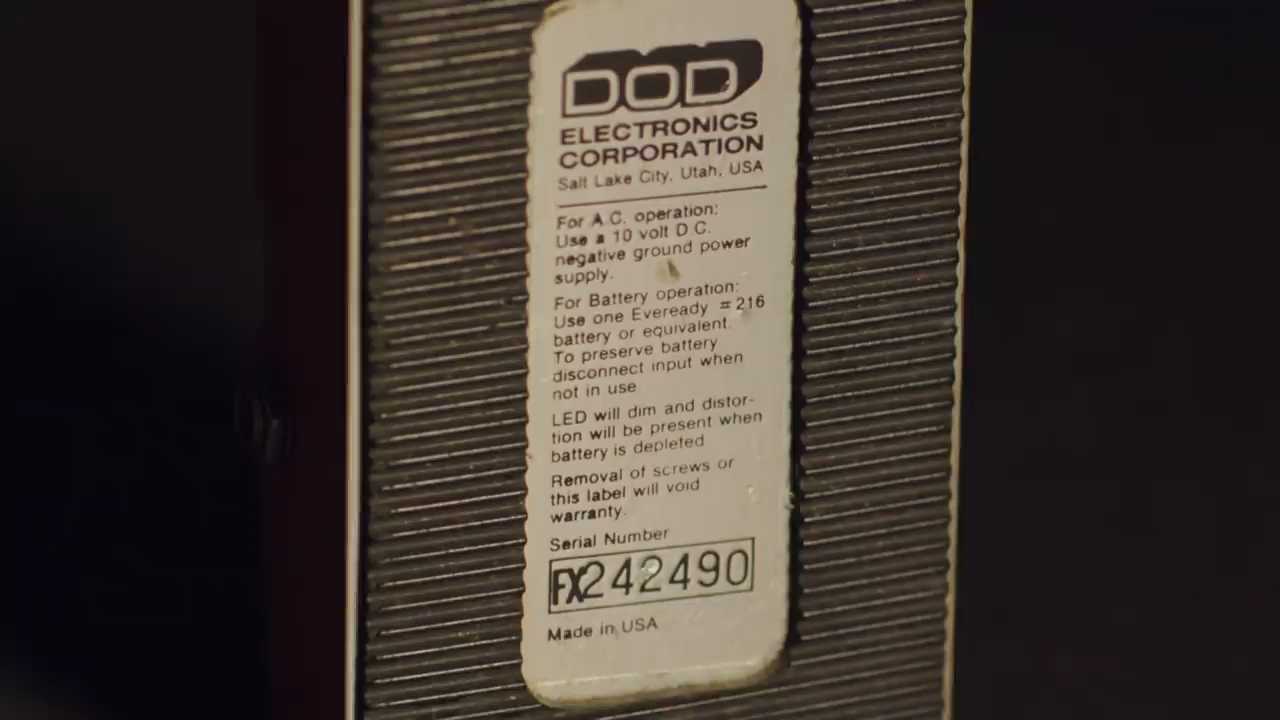 DOD
ELECTRONICS
CORPORATION
Salt Lake City, Utah, USA
For A.C. operation:
Use a 10 volt D.C.
negative ground power
supply.
For Battery operation:
Use one Eveready #216
battery or equivalent.
To preserve battery
disconnect input when
not in use
LED will dim and distor-
tion will be present when
battery is depleted
Removal of screws or
this label will void
warranty.
Serial Number
FX242490
Made in USA